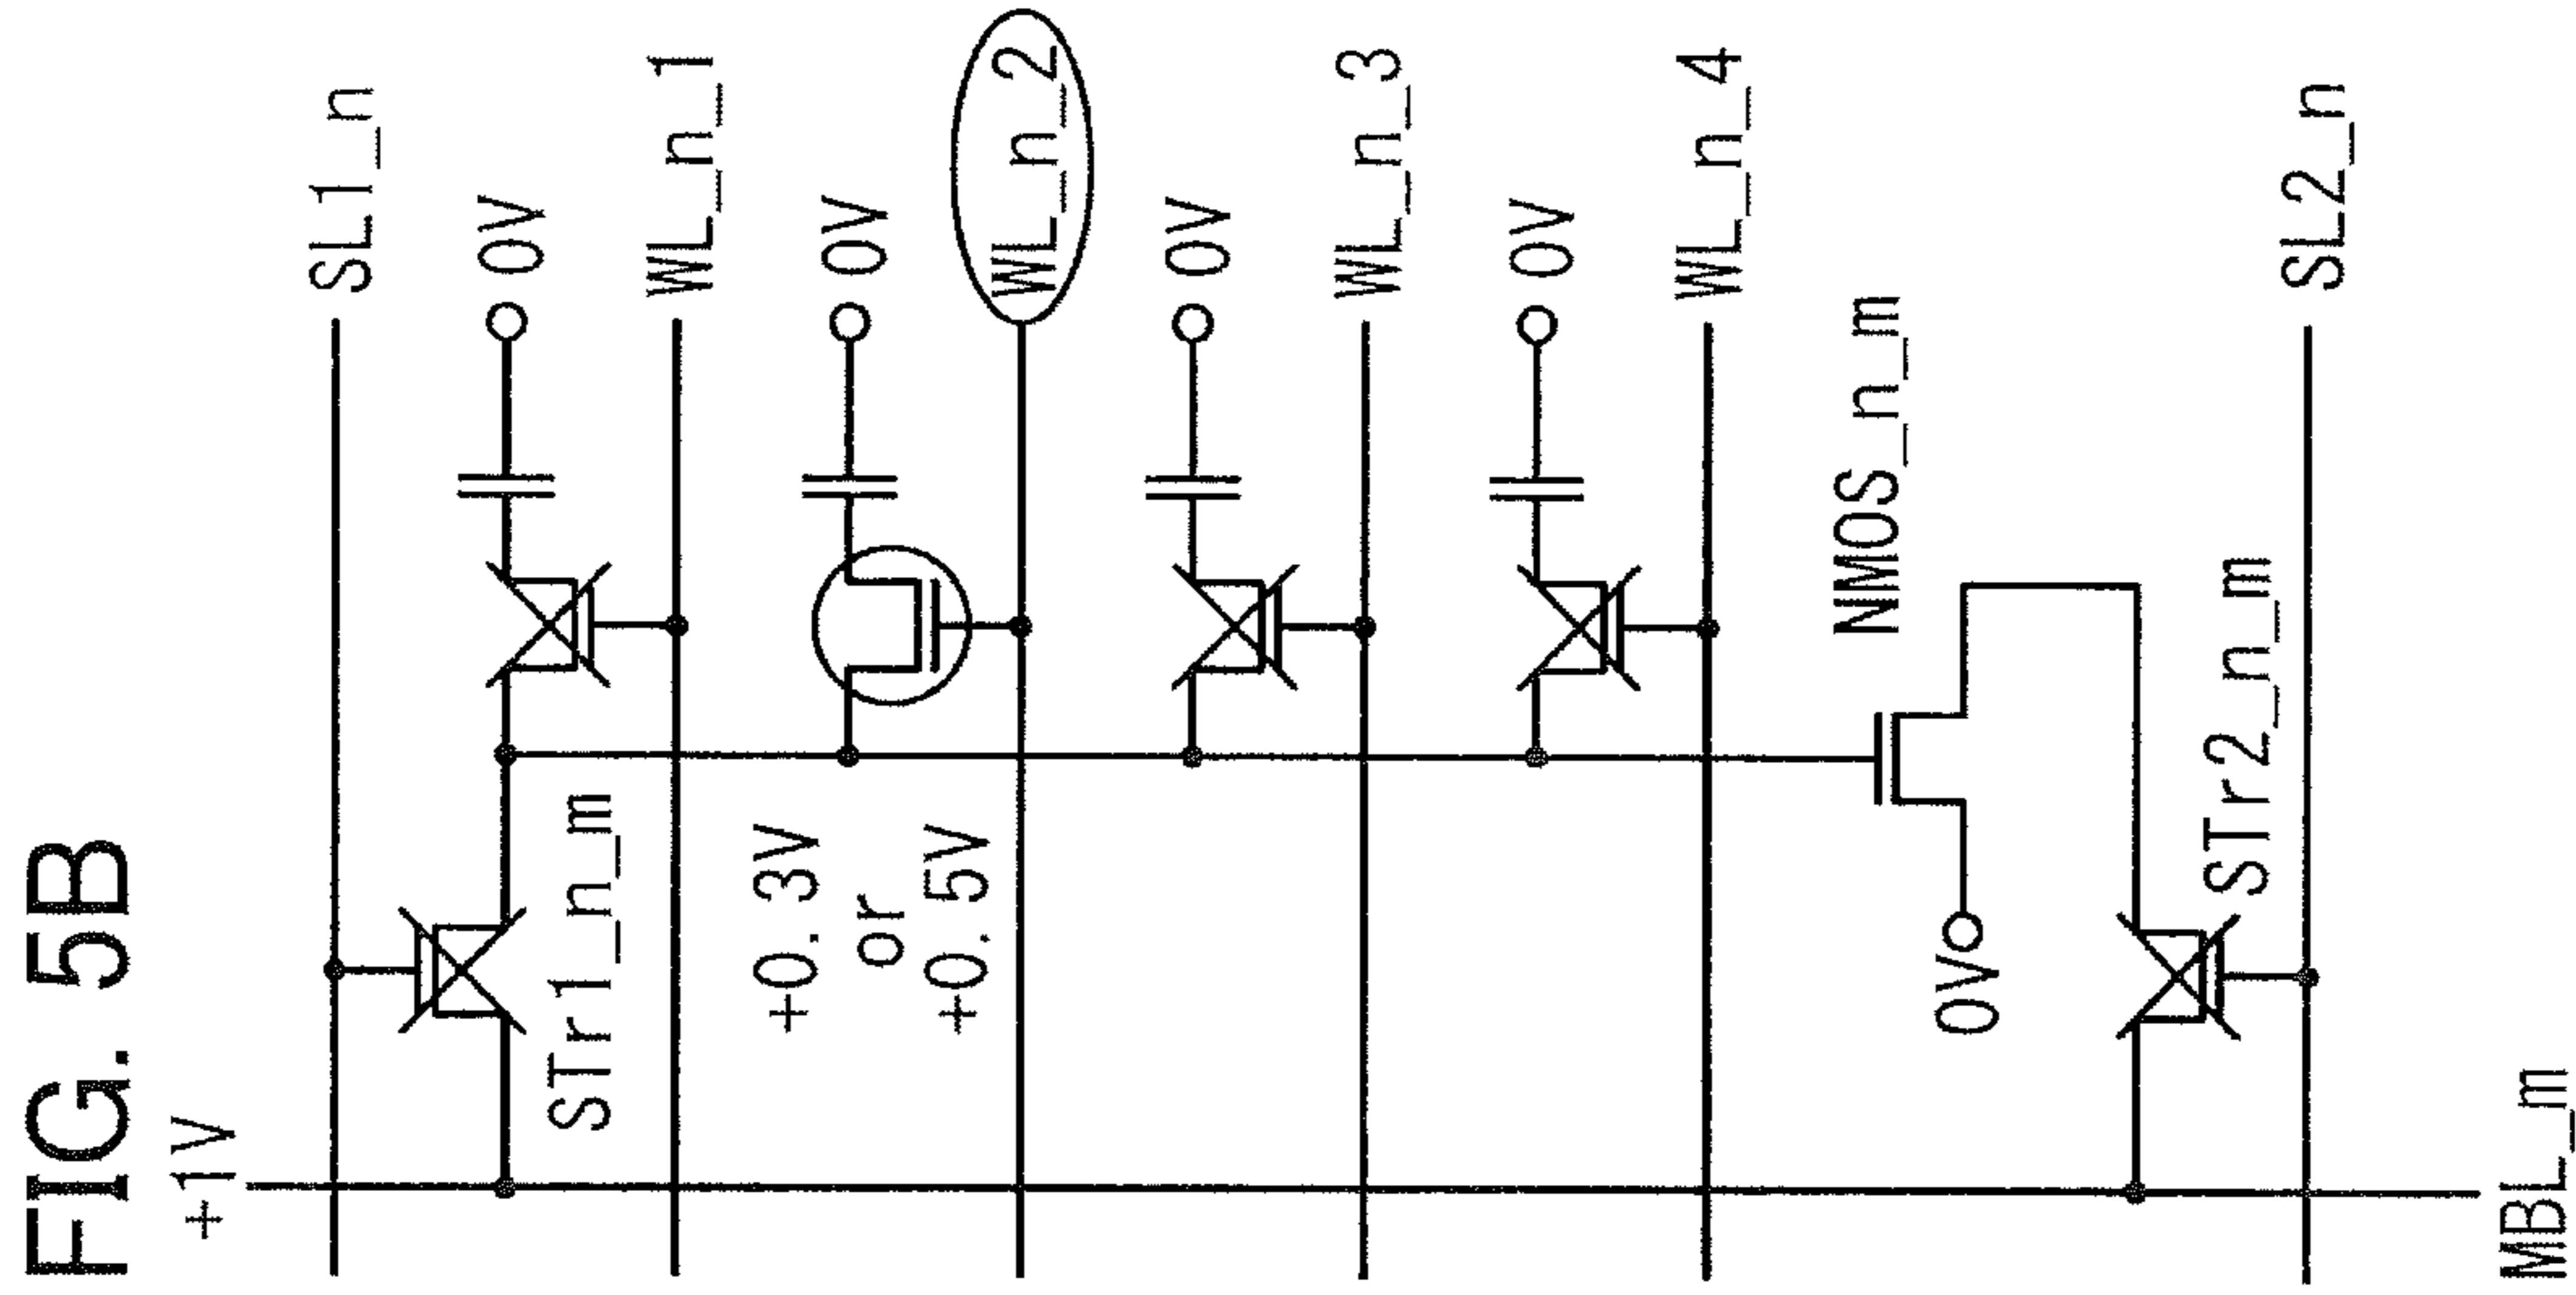 FIG. 5B
+1V
SL1_n
0V
WL_n_1
STr1_n_m
0V
WL_n_2
+0.3V
or
+0.5V
0V
WL_n_3
0V
WL_n_4
NMOS_n_m
0V
STr2_n_m
SL2_n
MBL_m